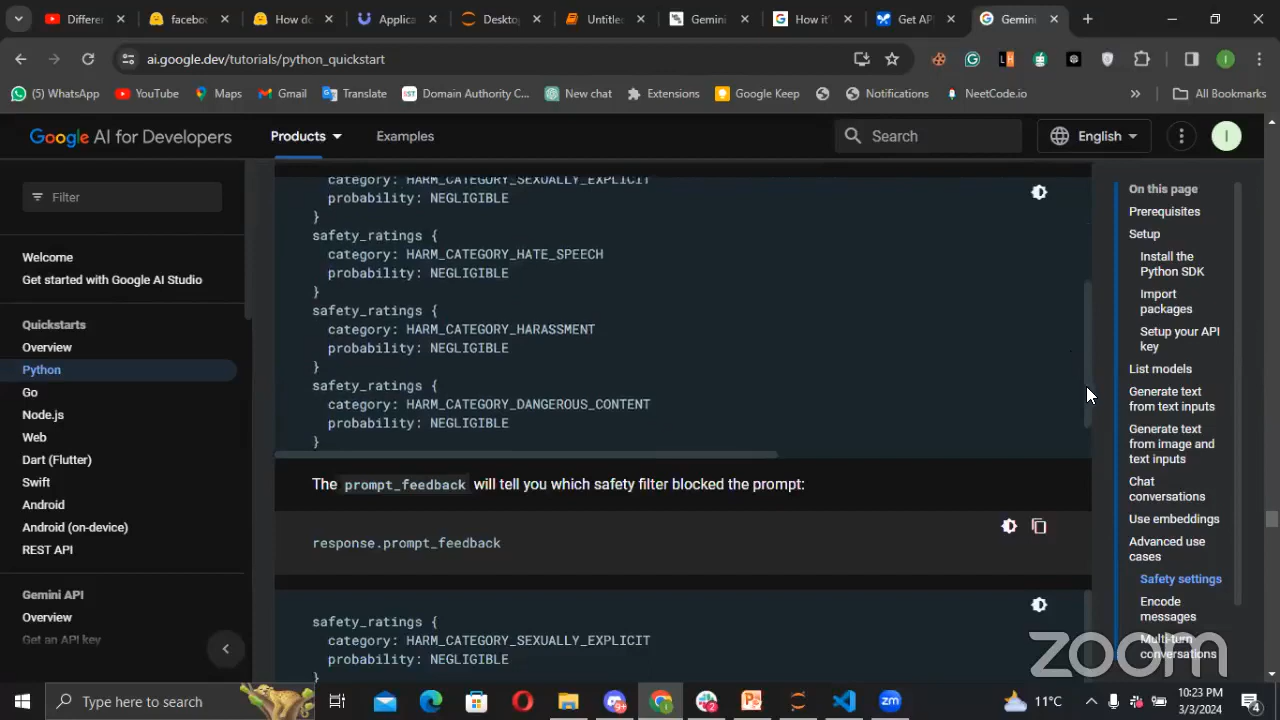 Differer
facebo
How do
Applica
Deskto
Untitle
Gemini
How it'
Get API
Gemini
ai.google.dev/tutorials/python_quickstart
(5) WhatsApp
YouTube
Maps
Gmail
Translate
Domain Authority C...
New chat
Extensions
Google Keep
Notifications
NeetCode.io
All Bookmarks
Google AI for Developers
Products
Examples
Search
English
I
Filter
Welcome
Get started with Google AI Studio
Quickstarts
Overview
Python
Go
Node.js
Web
Dart (Flutter)
Swift
Android
Android (on-device)
REST API
Gemini API
Overview
Get an API key
category: HARM_CATEGORY_SEXUALLY_EXPLICIT
probability: NEGLIGIBLE
}
safety_ratings {
category: HARM_CATEGORY_HATE_SPEECH
probability: NEGLIGIBLE
}
safety_ratings {
category: HARM_CATEGORY_HARASSMENT
probability: NEGLIGIBLE
}
safety_ratings {
category: HARM_CATEGORY_DANGEROUS_CONTENT
probability: NEGLIGIBLE
}
The prompt_feedback will tell you which safety filter blocked the prompt:
response.prompt_feedback
safety_ratings {
category: HARM_CATEGORY_SEXUALLY_EXPLICIT
probability: NEGLIGIBLE
}
On this page
Prerequisites
Setup
Install the
Python SDK
Import
packages
Setup your API
key
List models
Generate text
from text inputs
Generate text
from image and
text inputs
Chat
conversations
Use embeddings
Advanced use
cases
Safety settings
Encode
messages
Multi-turn
conversations
zoom
Type here to search
11°C
10:23 PM
3/3/2024